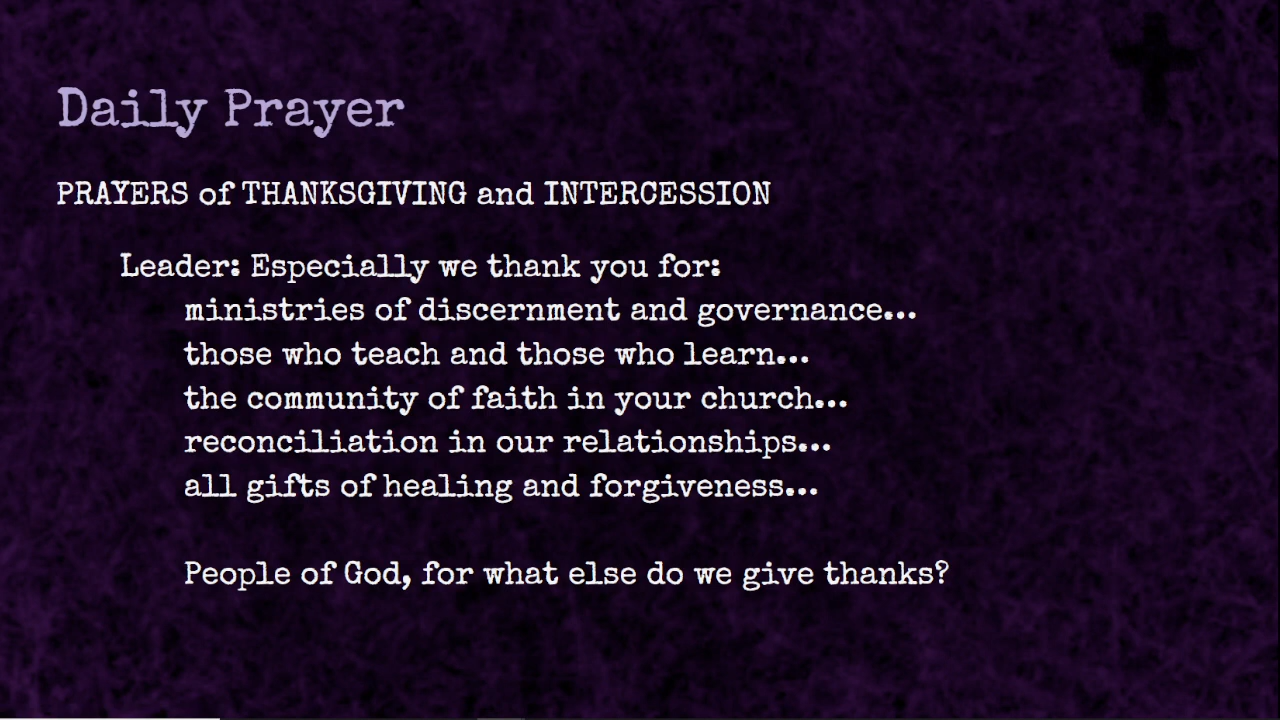 Daily Prayer
PRAYERS of THANKSGIVING and INTERCESSION
Leader: Especially we thank you for:
ministries of discernment and governance...
those who teach and those who learn...
the community of faith in your church...
reconciliation in our relationships...
all gifts of healing and forgiveness...
People of God, for what else do we give thanks?